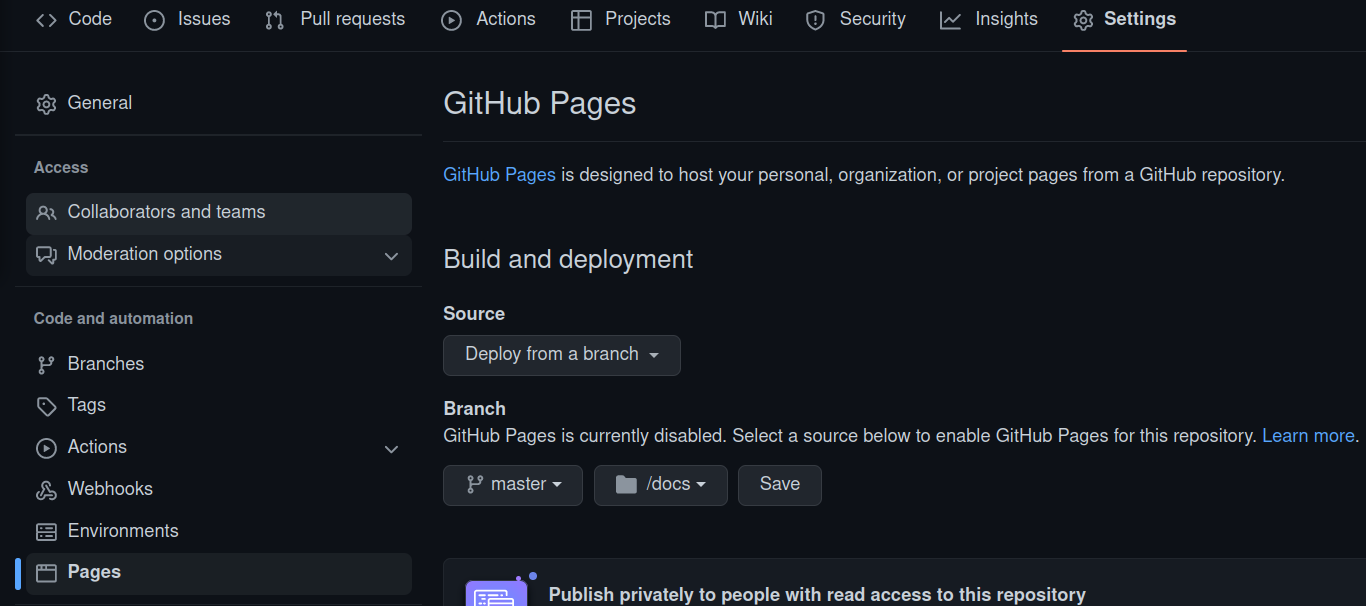 Code Issues Pull requests Actions Projects Wiki Security Insights Settings
General
Access
Collaborators and teams
Moderation options
Code and automation
Branches
Tags
Actions
Webhooks
Environments
Pages
GitHub Pages
GitHub Pages is designed to host your personal, organization, or project pages from a GitHub repository.
Build and deployment
Source
Deploy from a branch
Branch
GitHub Pages is currently disabled. Select a source below to enable GitHub Pages for this repository. Learn more.
master /docs Save
Publish privately to people with read access to this repository